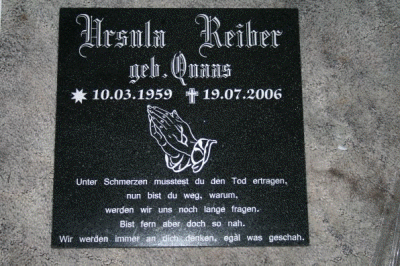 Ursula Reiber
geb. Quaas
10.03.1959 19.07.2006
Unter Schmerzen musstest du den Tod ertragen,
nun bist du weg, warum,
werden wir uns noch lange fragen.
Bist fern aber doch so nah.
Wir werden immer an dich denken, egal was geschah.